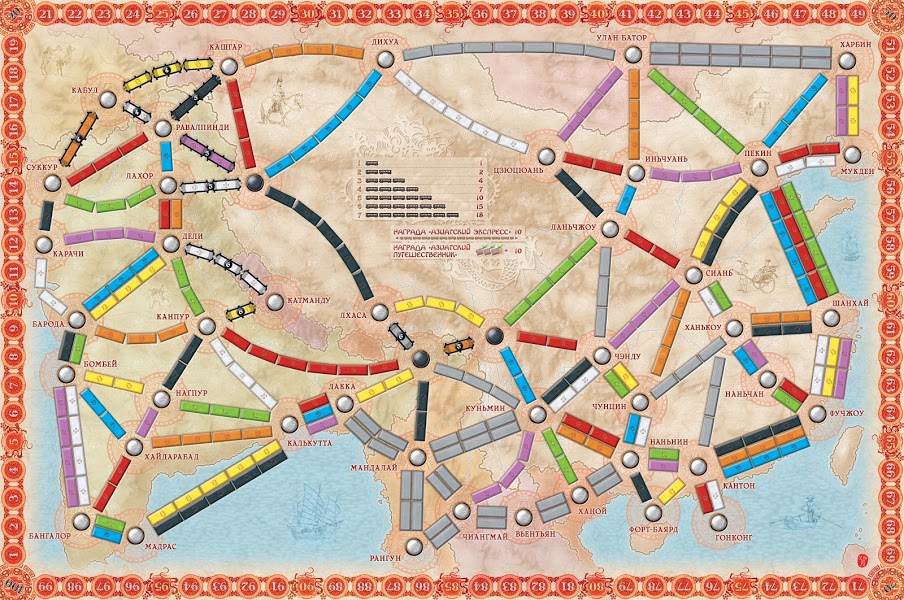 21 22 23 24 25 26 27 28 29 30 31 32 33 34 35 36 37 38 39 40 41 42 43 44 45 46 47 48 49
КАШГАР
ДИХУА
УЛАН-БАТОР
ХАРБИН
КАБУЛ
РАВАЛПИНДИ
СУККУР
ЛАХОР
ЦЗЮЦЮАНЬ
ИНЬЧУАНЬ
ПЕКИН
МУКДЕН
1 1
2 2
3 4
4 7
5 10
6 15
7 18
НАГРАДА «АЗИАТСКИЙ ЭКСПРЕСС» 10
НАГРАДА «АЗИАТСКИЙ
ПУТЕШЕСТВЕННИК» 10
КАРАЧИ
ДЕЛИ
ЛАНЬЧЖОУ
СИАНЬ
КАТМАНДУ
БАРОДА
КАНПУР
ЛХАСА
ХАНЬКОУ
ШАНХАЙ
БОМБЕЙ
НАГПУР
ДАККА
КУНЬМИН
ЧЭНДУ
ЧУНЦИН
НАНЬЧАН
ФУЧЖОУ
ХАЙДАРАБАД
КАЛЬКУТТА
МАНДАЛАЙ
НАНЬНИН
КАНТОН
БАНГАЛОР
МАДРАС
РАНГУН
ЧИАНГМАЙ
ВЬЕНТЬЯН
ХАНОЙ
ФОРТ-БАЯРД
ГОНКОНГ
19
18
17
16
15
14
13
12
11
10
9
8
7
6
5
4
3
2
1
51
52
53
54
55
56
57
58
59
60
61
62
63
64
65
66
67
68
69
100 99 98 97 96 95 94 93 92 91 90 89 88 87 86 85 84 83 82 81 80 79 78 77 76 75 74 73 72 71 70